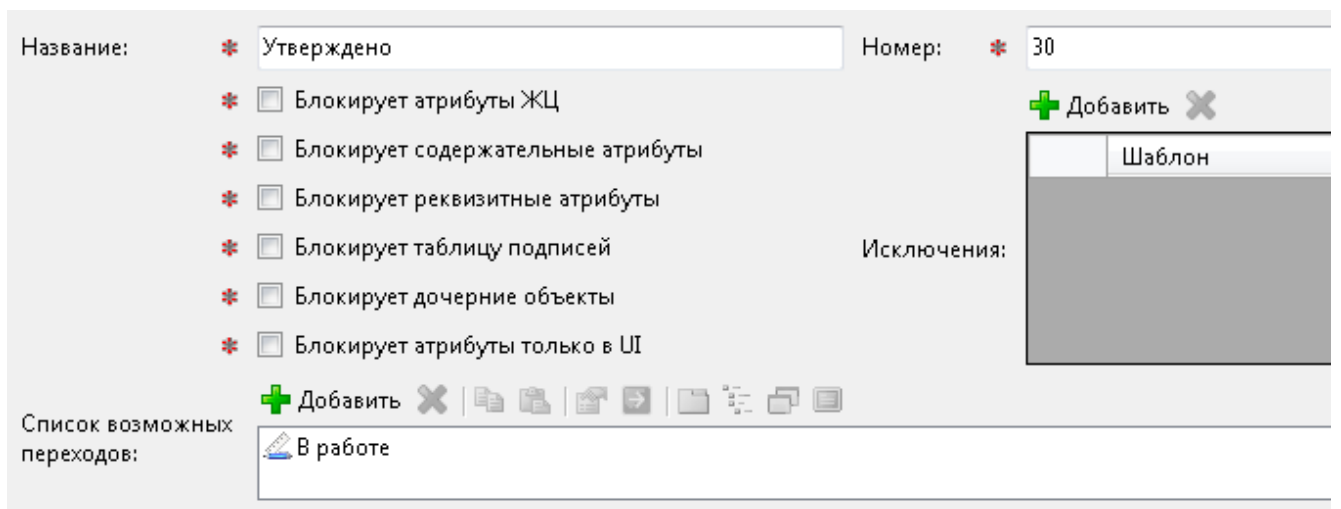 Название: * Утверждено Номер: * 30
* Блокирует атрибуты ЖЦ
Добавить
* Блокирует содержательные атрибуты
Шаблон
* Блокирует реквизитные атрибуты
* Блокирует таблицу подписей
Исключения:
* Блокирует дочерние объекты
* Блокирует атрибуты только в UI
Добавить
Список возможных
переходов:
В работе